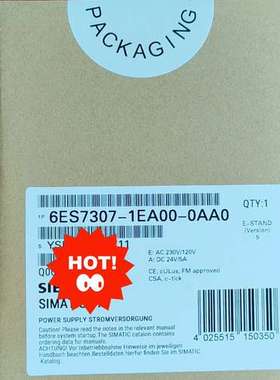 PACKAGING
QTY:1
1P 6ES7307-1EA00-0AA0
E-STAND
(Version)
5
S
11
HOT!
E: AC 230V/120V
A: DC 24V/5A
CE, cULus, FM approved
CSA, c-tick
SIE
SIMA
POWER SUPPLY STROMVERSORGUNG
Caution! Please read the notes in the relevant manual
before system startup. The SIMATIC catalog contains
ordering data for manuals.
ACHTUNG! Vor Inbetriebnahme Hinweise im jeweiligen
Handbuch beachten Bestelldaten hierfür finden Sie im SIMATIC
Katalog.
4 025515 150350